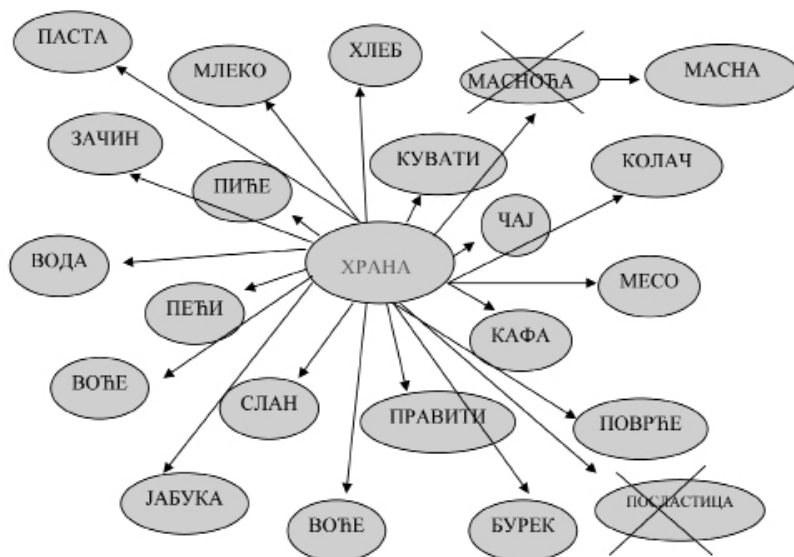 ПАСТА
МЛЕКО
ХЛЕБ
МАСНОЋА
МАСНА
ЗАЧИН
ПИЋЕ
КУВАТИ
КОЛАЧ
ЧАЈ
ВОДА
ХРАНА
МЕСО
ПЕЋИ
КАФА
ВОЋЕ
СЛАН
ПРАВИТИ
ПОВРЋЕ
ЈАБУКА
ВОЋЕ
БУРЕК
ПОСЛАСТИЦА